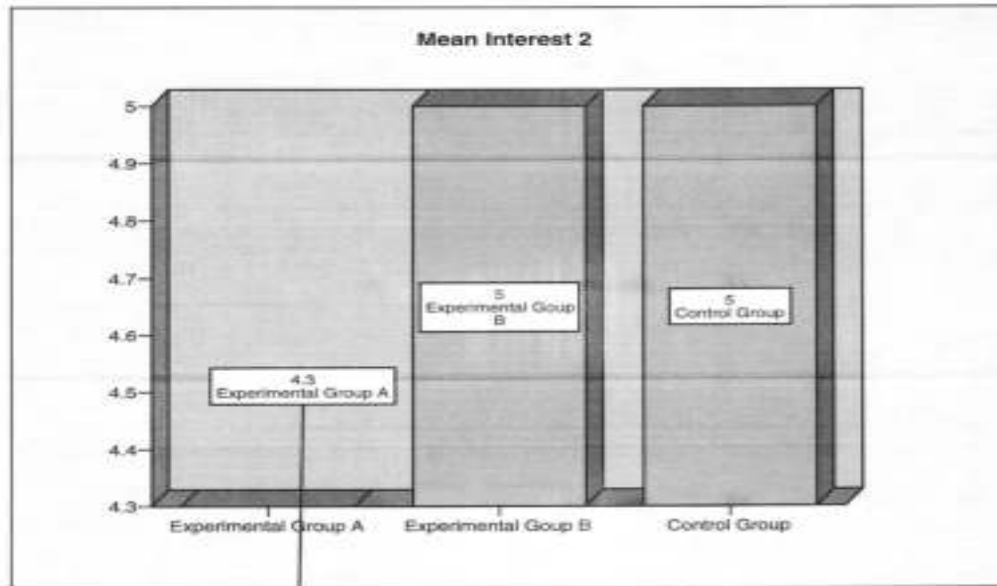 Mean Interest 2
5
4.9
4.8
4.7
4.6
4.5
4.4
4.3
4.3
Experimental Group A
5
Experimental Goup
B
5
Control Group
Experimental Group A
Experimental Goup B
Control Group